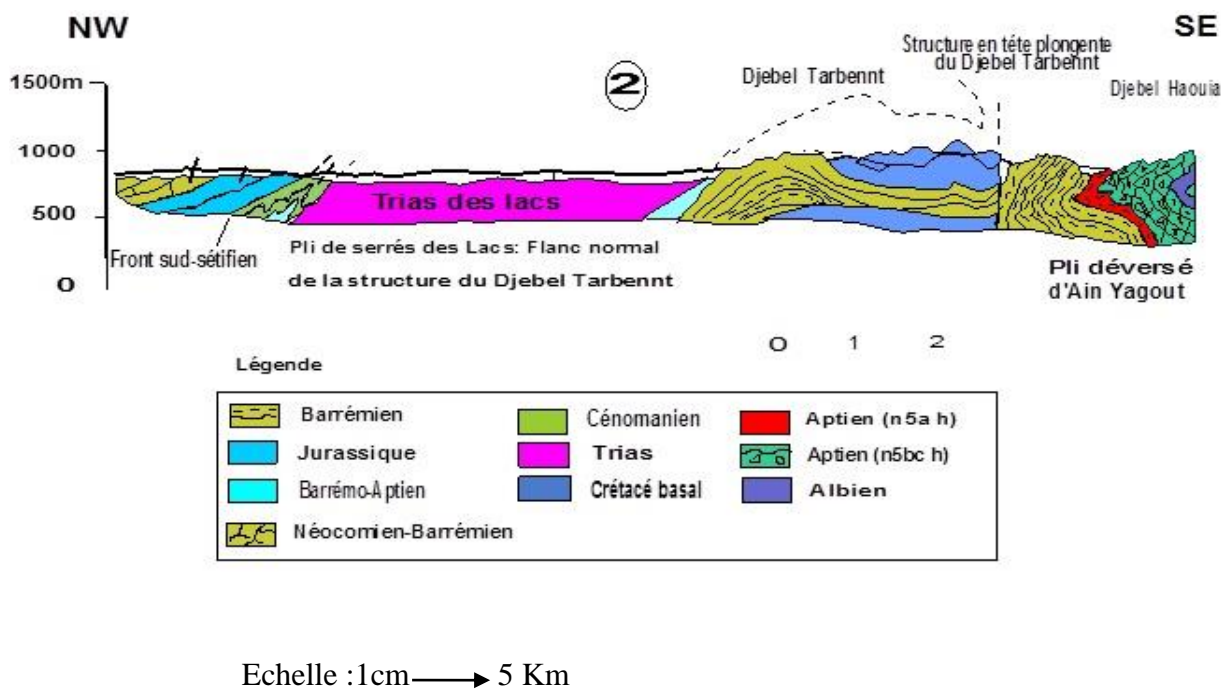 NW
SE
Structure en téte plongente
du Djebel Tarbennt
1500m
2
Djebel Tarbennt
Djebel Haouia
1000
500
0
Trias des lacs
Front sud-sétifien
Pli de serrés des Lacs: Flanc normal
de la structure du Djebel Tarbennt
Pli déversé
d'Ain Yagout
0 1 2
Légende
Barrémien
Cénomanien
Aptien (n5a h)
Jurassique
Trias
Aptien (n5bc h)
Barrémo-Aptien
Crétacé basal
Albien
Néocomien-Barrémien
Echelle :1cm → 5 Km